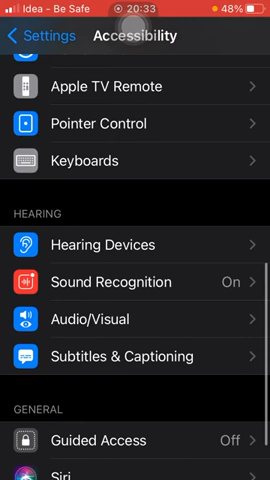 Idea - Be Safe 20:33 48%
Settings Accessibility
Apple TV Remote
Pointer Control
Keyboards
HEARING
Hearing Devices
Sound Recognition On
Audio/Visual
Subtitles & Captioning
GENERAL
Guided Access Off
Siri